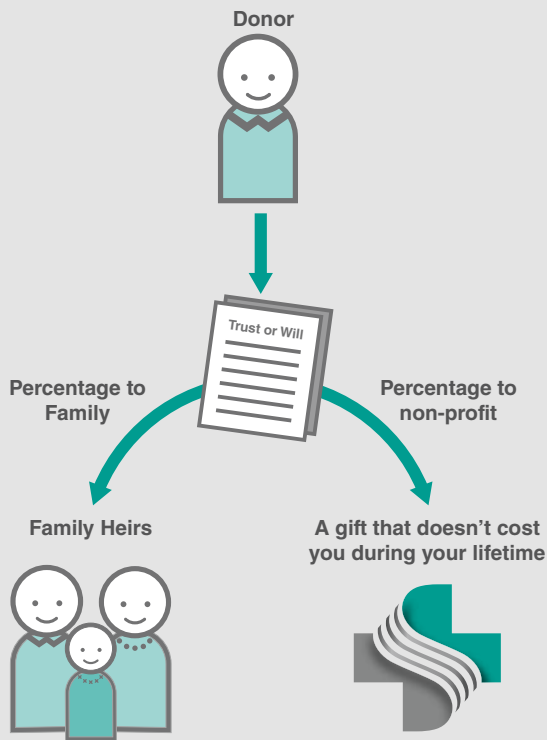 Donor
Trust or Will
Percentage to
Family
Percentage to
non-profit
Family Heirs
A gift that doesn't cost
you during your lifetime